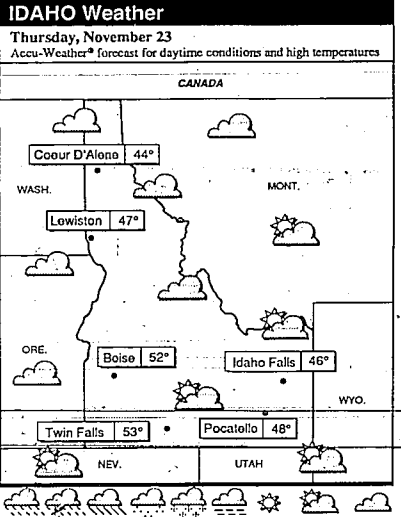 IDAHO Weather
Thursday, November 23
Accu-Weather® forecast for daytime conditions and high temperatures
CANADA
Coeur D'Alene 44°
WASH.
MONT.
Lewiston 47°
ORE.
Boise 52°
Idaho Falls 46°
WYO.
Twin Falls 53°
Pocatello 48°
NEV.
UTAH